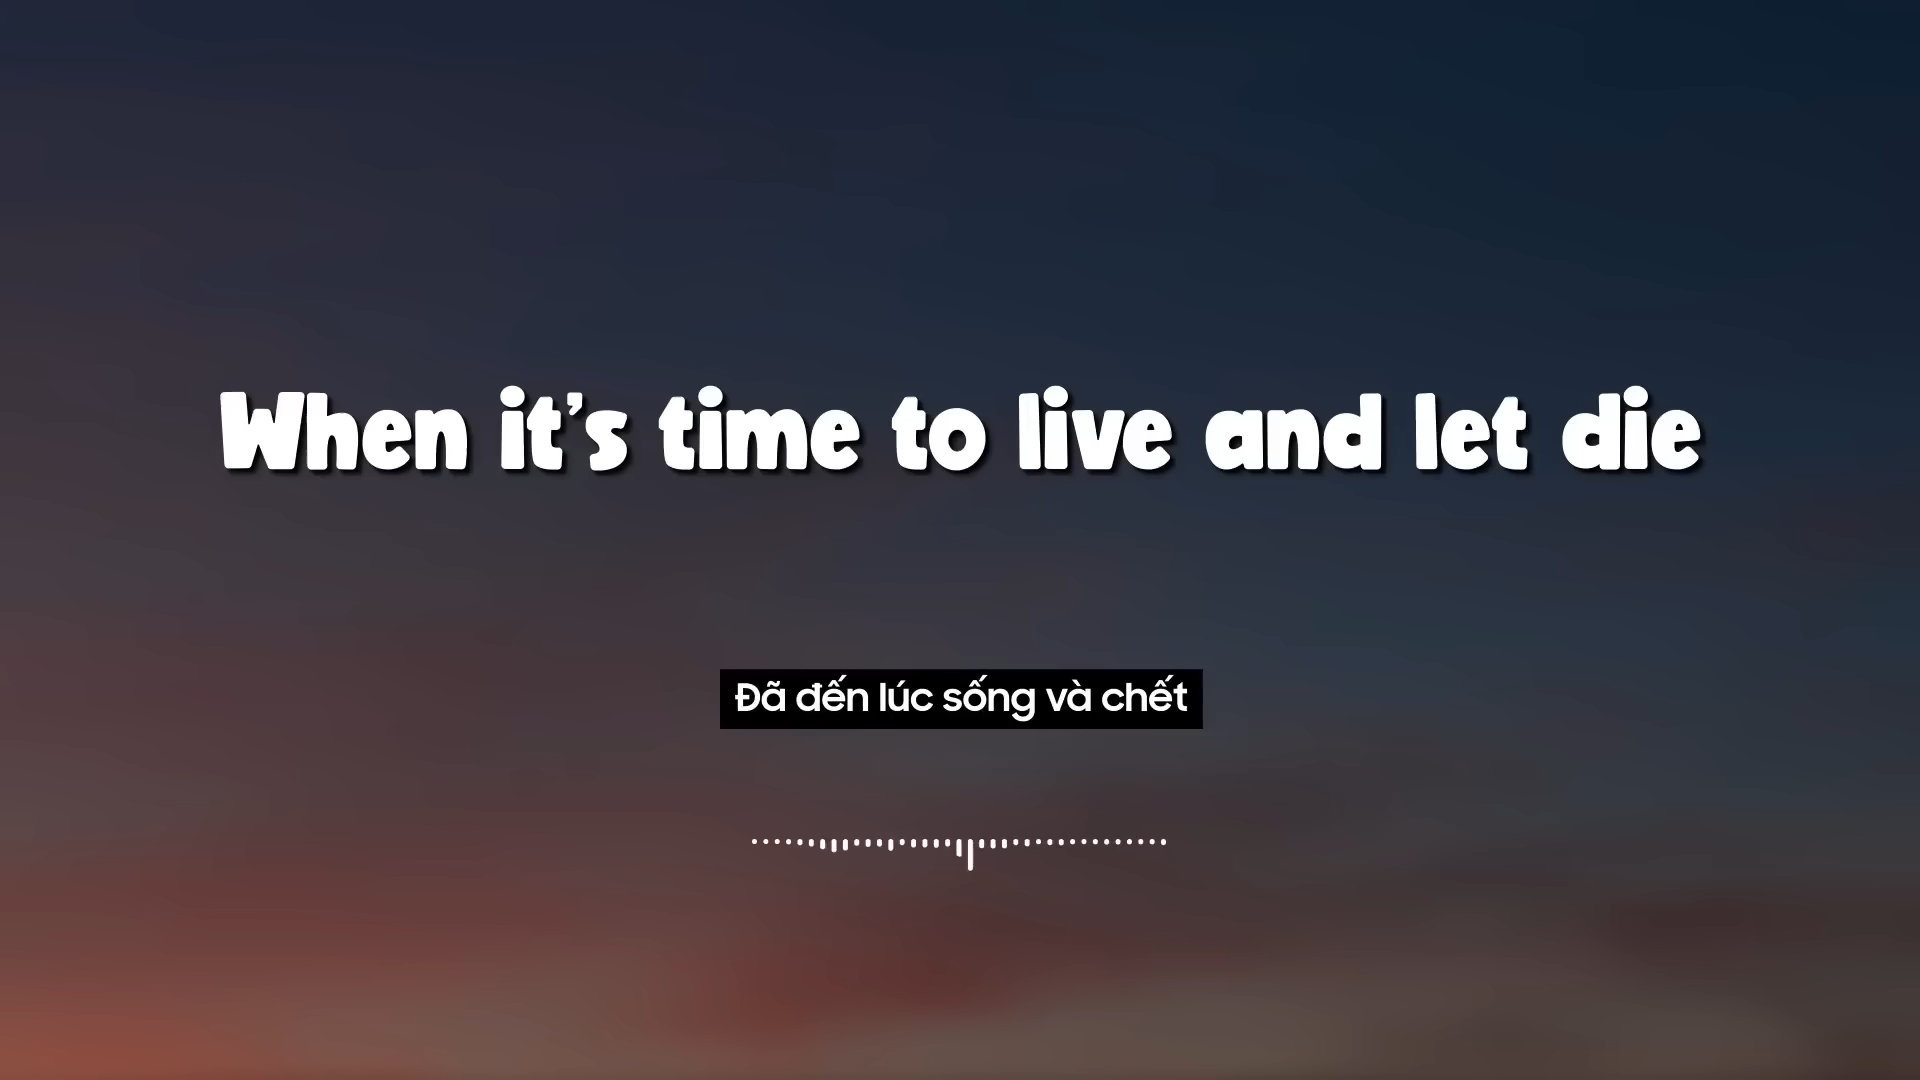 When it’s time to live and let die
Đã đến lúc sống và chết